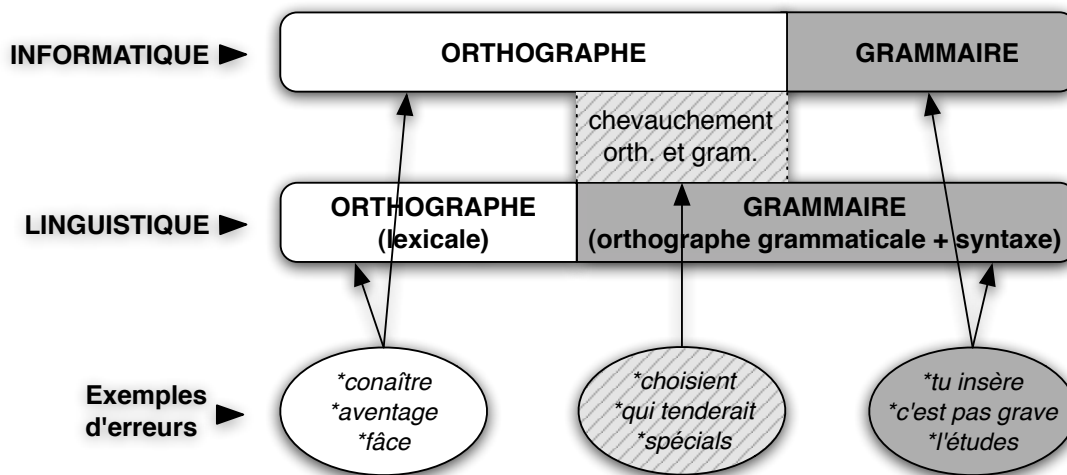 INFORMATIQUE ORTHOGRAPHE GRAMMAIRE
chevauchement
orth. et gram.
LINGUISTIQUE
ORTHOGRAPHE
(lexicale)
GRAMMAIRE
(orthographe grammaticale + syntaxe)
Exemples
d'erreurs
*conaître
*aventage
*fâce
*choisient
*qui tenderait
*spécials
*tu insère
*c'est pas grave
*l'études